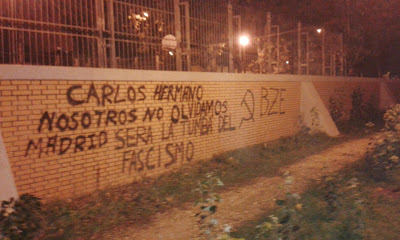 CARLOS HERMANO
NOSOTROS NO OLVIDAMOS
MADRID SERA LA TUMBA DEL
FASCISMO
BZE